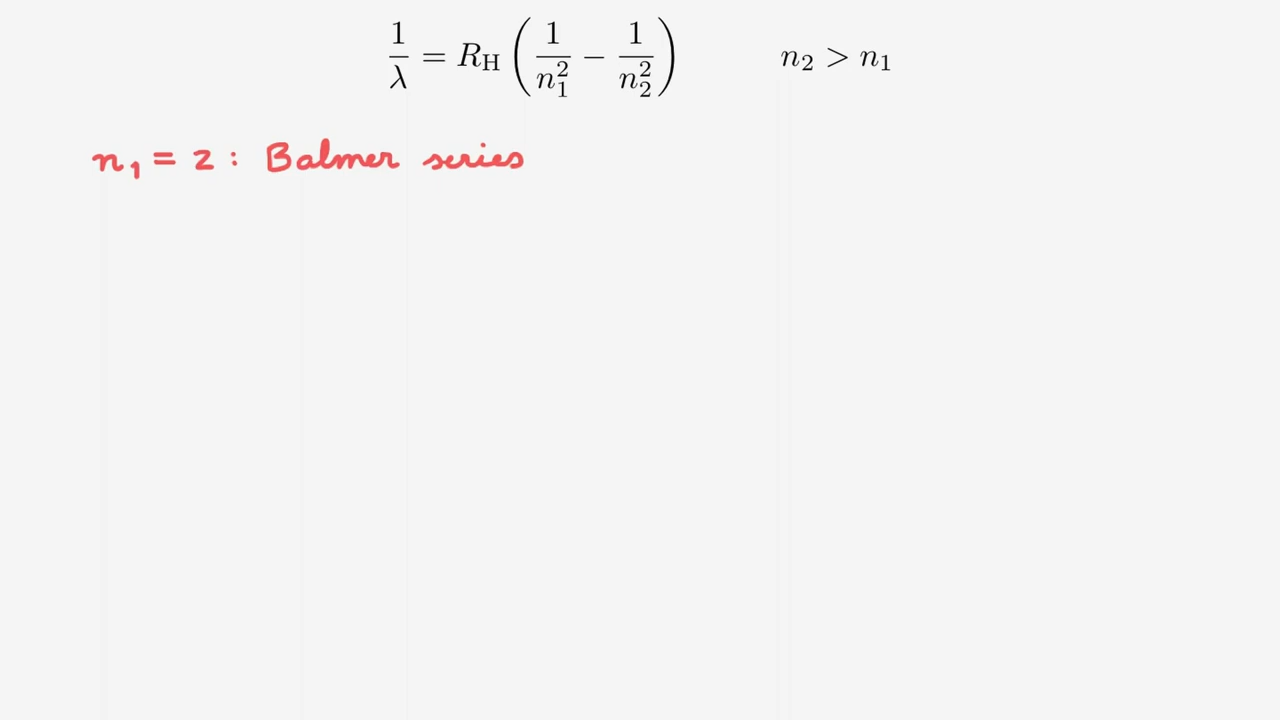 1/λ = R_H (1/n_1^2 − 1/n_2^2) n_2 > n_1
n_1 = 2 : Balmer series